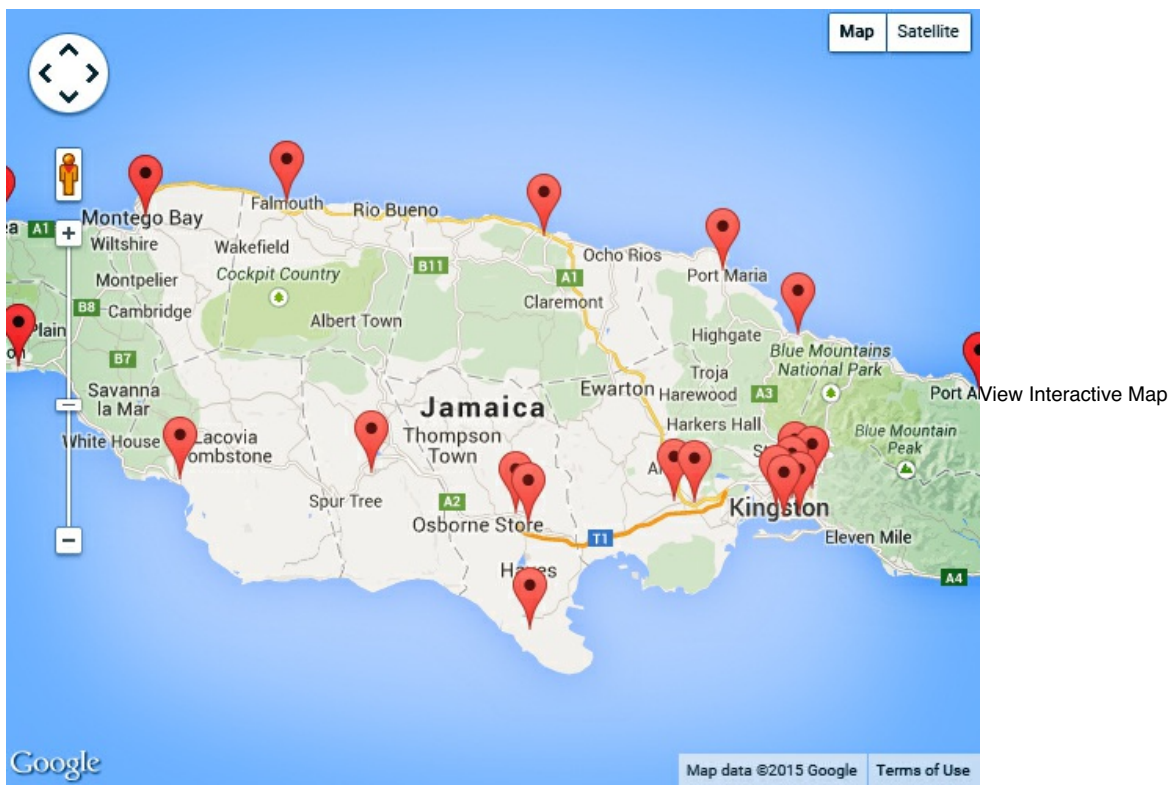 Map Satellite
Montego Bay
Falmouth
Rio Bueno
A1
Wiltshire
Wakefield
Ocho Rios
Montpelier
Cockpit Country
B11
A1
Port Maria
B8
Cambridge
Claremont
Plain
Albert Town
Highgate
B7
Blue Mountains
National Park
Troja
Savanna
la Mar
Ewarton
Harewood
A3
Port A
View Interactive Map
Jamaica
Harkers Hall
White House
Lacovia
Thompson
Town
Blue Mountain
Peak
Spur Tree
A2
Osborne Store
Kingston
T1
Eleven Mile
Hayes
A4
Google
Map data ©2015 Google
Terms of Use